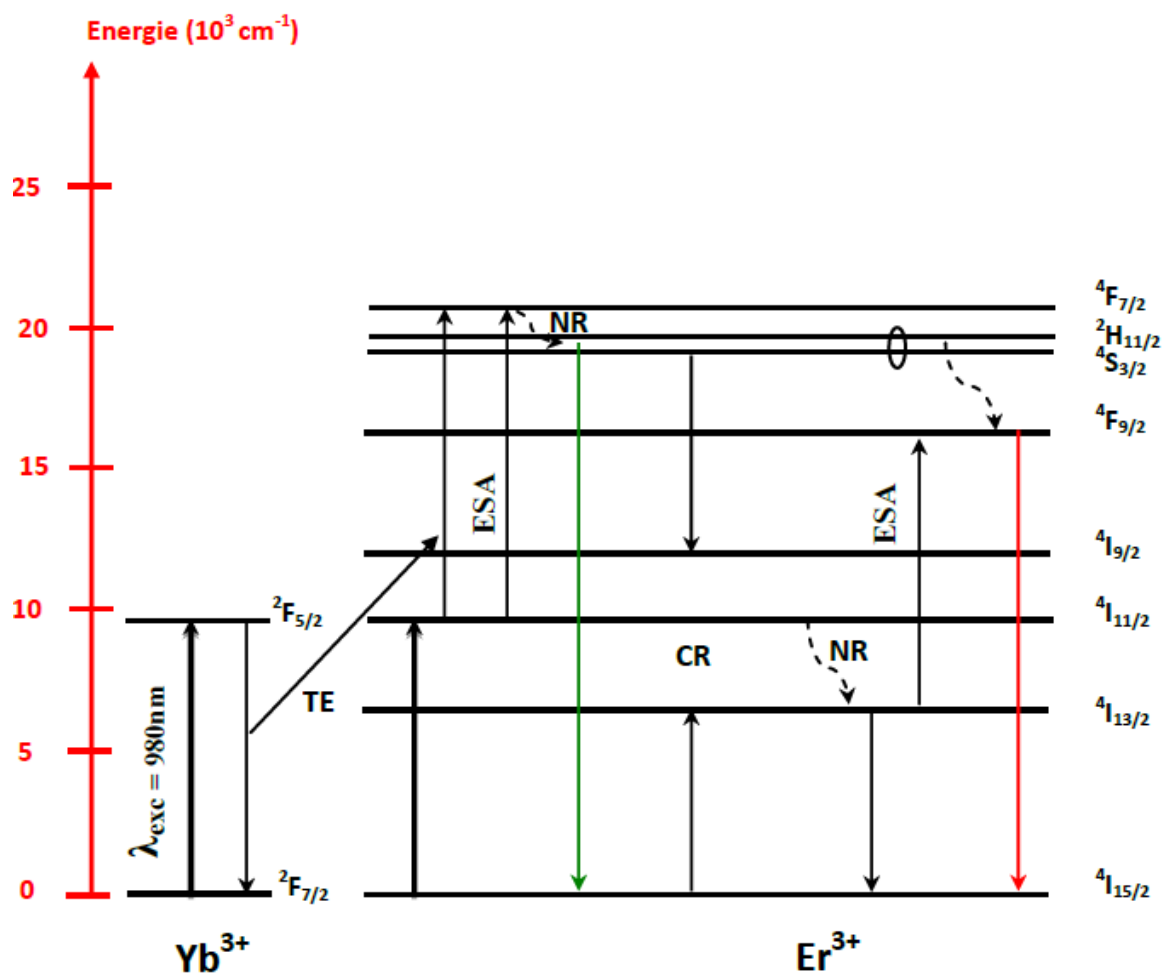 Energie (10³ cm⁻¹)
25
20
15
10
5
0
⁴F₇/₂
²H₁₁/₂
⁴S₃/₂
⁴F₉/₂
⁴I₉/₂
⁴I₁₁/₂
⁴I₁₃/₂
⁴I₁₅/₂
NR
ESA
ESA
²F₅/₂
CR
NR
TE
λexc = 980nm
²F₇/₂
Yb³⁺
Er³⁺